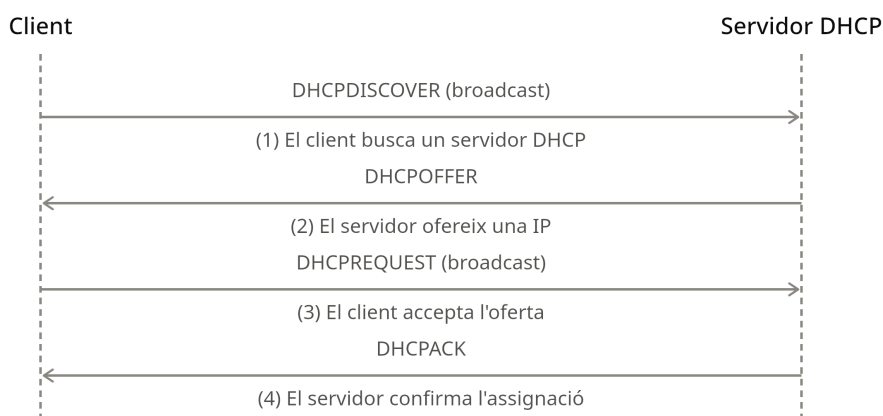 Client
Servidor DHCP
DHCPDISCOVER (broadcast)
(1) El client busca un servidor DHCP
DHCPOFFER
(2) El servidor ofereix una IP
DHCPREQUEST (broadcast)
(3) El client accepta l'oferta
DHCPACK
(4) El servidor confirma l'assignació